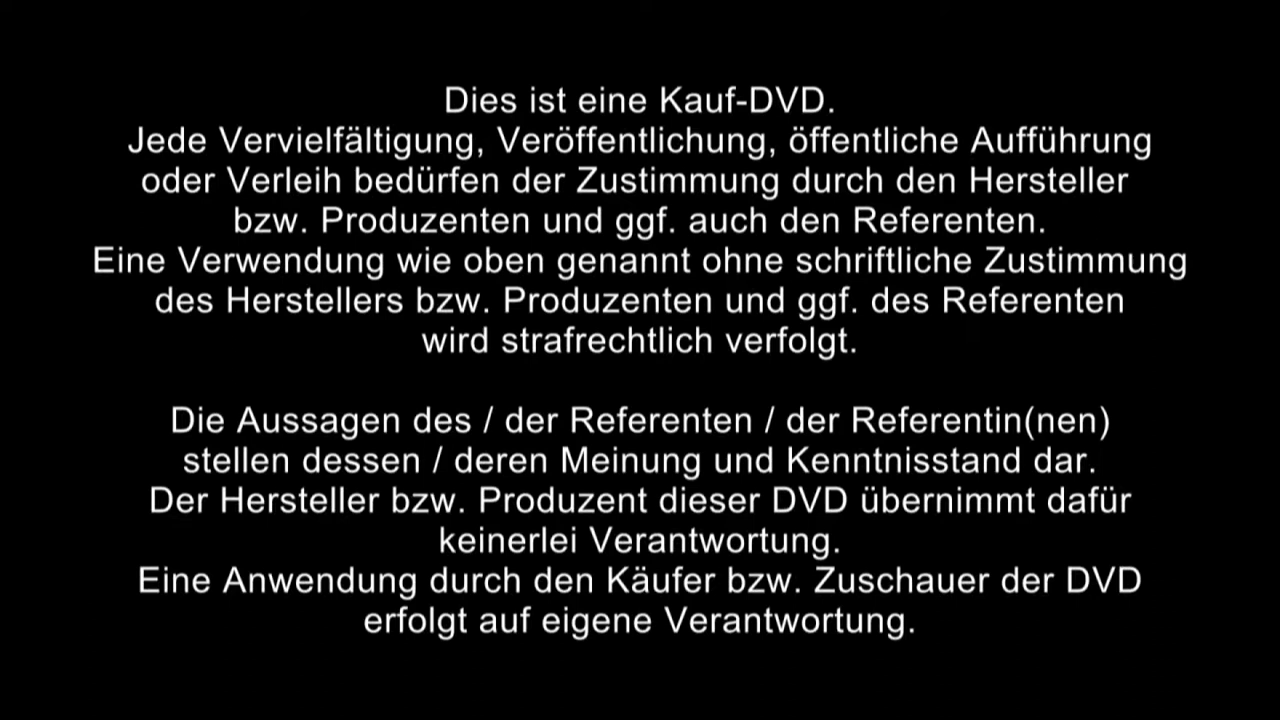 Dies ist eine Kauf-DVD.
Jede Vervielfältigung, Veröffentlichung, öffentliche Aufführung
oder Verleih bedürfen der Zustimmung durch den Hersteller
bzw. Produzenten und ggf. auch den Referenten.
Eine Verwendung wie oben genannt ohne schriftliche Zustimmung
des Herstellers bzw. Produzenten und ggf. des Referenten
wird strafrechtlich verfolgt.
Die Aussagen des / der Referenten / der Referentin(nen)
stellen dessen / deren Meinung und Kenntnisstand dar.
Der Hersteller bzw. Produzent dieser DVD übernimmt dafür
keinerlei Verantwortung.
Eine Anwendung durch den Käufer bzw. Zuschauer der DVD
erfolgt auf eigene Verantwortung.